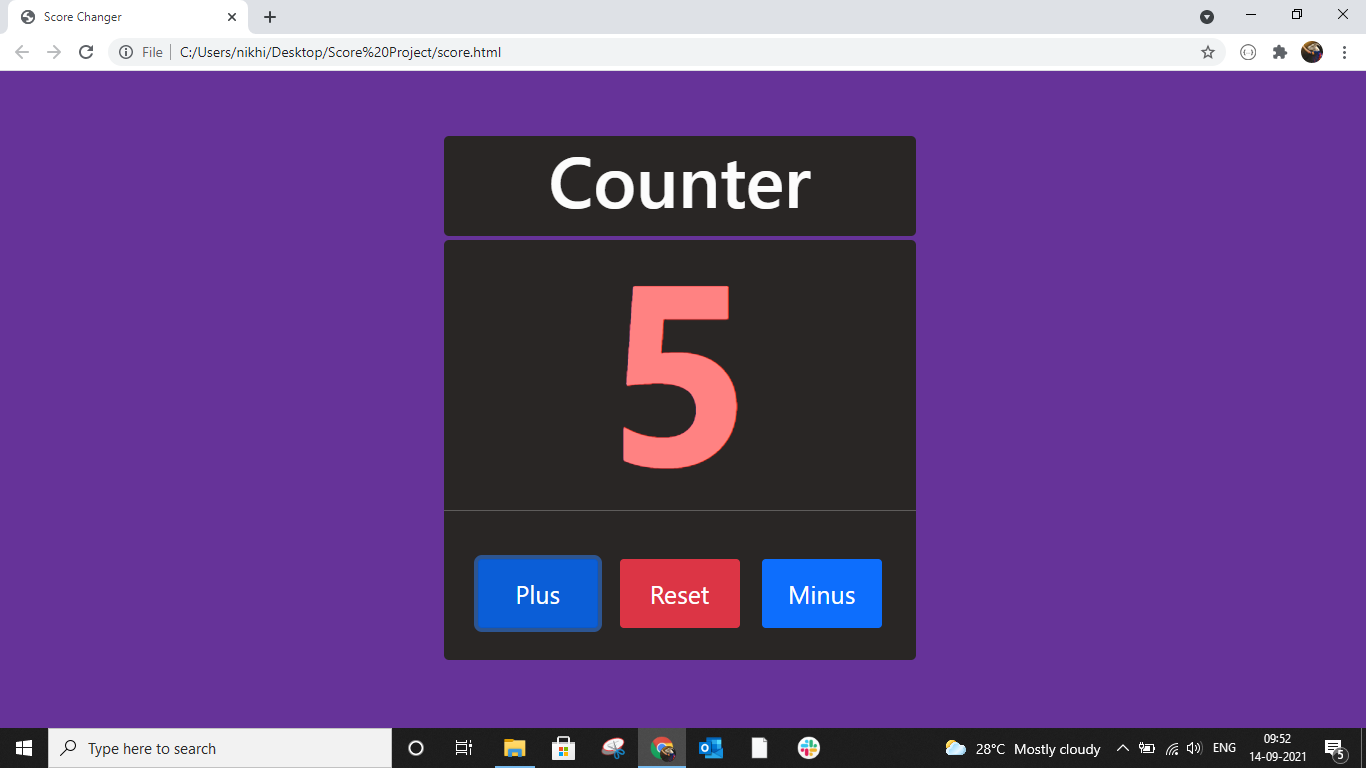 Score Changer
File
C:/Users/nikhi/Desktop/Score%20Project/score.html
Counter
5
Plus
Reset
Minus
Type here to search
28°C Mostly cloudy
ENG
09:52
14-09-2021
5